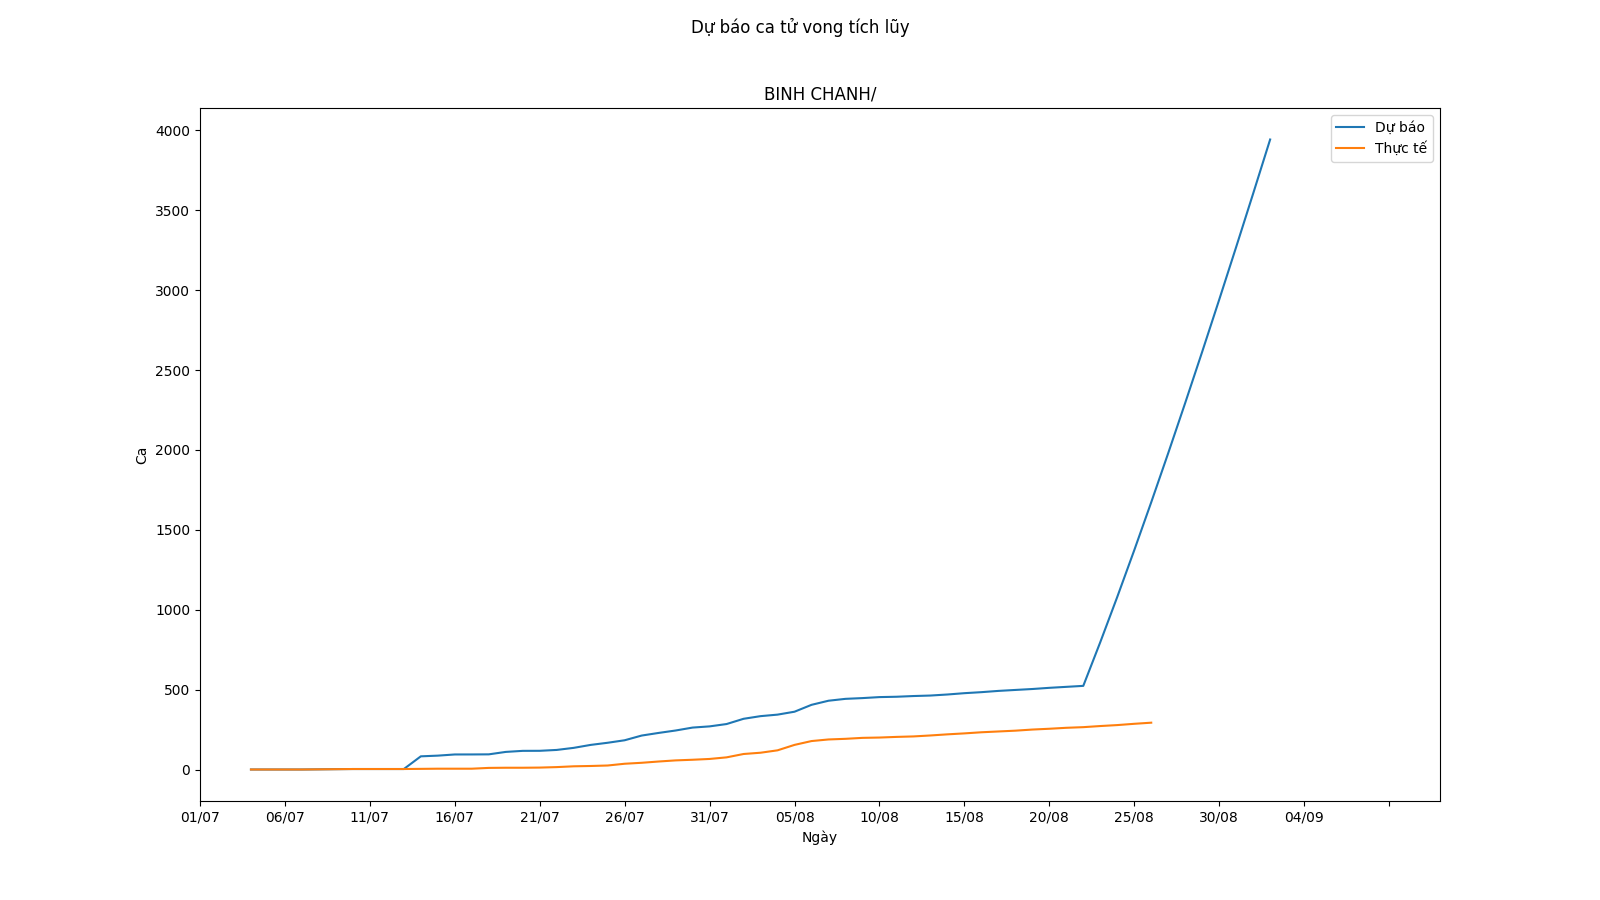 Dự báo ca tử vong tích lũy
BINH CHANH/
Dự báo
Thực tế
Ca
4000
3500
3000
2500
2000
1500
1000
500
0
01/07 06/07 11/07 16/07 21/07 26/07 31/07 05/08 10/08 15/08 20/08 25/08 30/08 04/09
Ngày